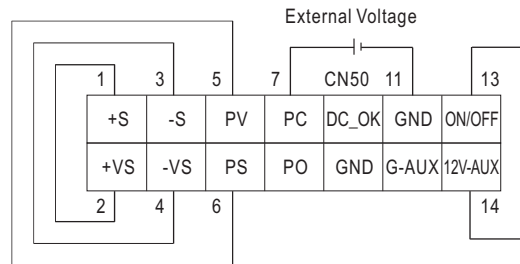 External Voltage
1 3 5 7 CN50 11 13
+S -S PV PC DC_OK GND ON/OFF
+VS -VS PS PO GND G-AUX 12V-AUX
2 4 6 14